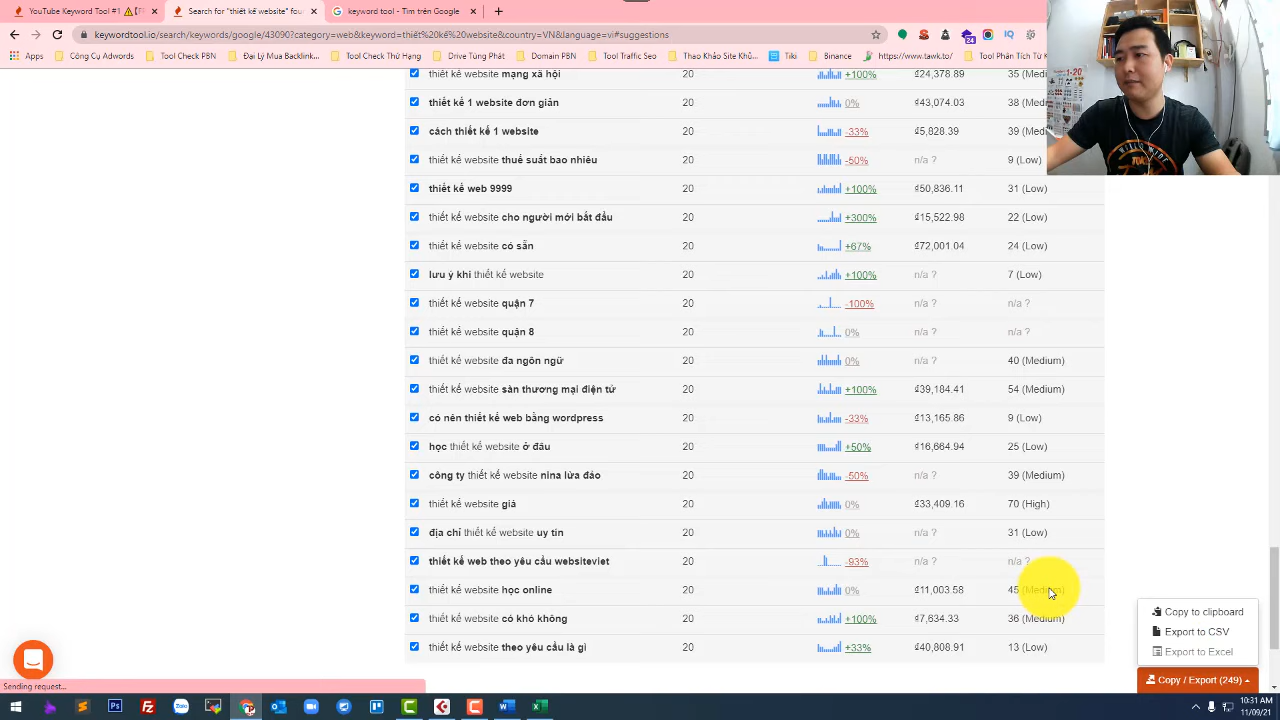 YouTube Keyword Tool #1 ⚠️[FR
Search for "thiết kế website" foun
keyword tool - Tìm trên Google
keywordtool.io/search/keywords/google/43090?category=web&keyword=
country=VN&language=vi#suggestions
Apps
Công Cụ Adwords
Tool Check PBN
Đại Lý Mua Backlink...
Tool Check Thứ Hạng...
Expried Domain
Tool Traffic Seo
Tiki
Binance
https://www.tawk.to/
Tool Phân Tích
thiết kế website mạng xã hội 20 +100% ₫24,378.89 35 (Med
thiết kế 1 website đơn giản 20 0% ₫43,074.03 38 (Med
cách thiết kế 1 website 20 -33% ₫5,828.39 39 (Med
thiết kế website thuế suất bao nhiêu 20 -50% n/a ? 9 (Low)
thiết kế web 9999 20 +100% ₫50,836.11 31 (Low)
thiết kế website cho người mới bắt đầu 20 +300% ₫15,522.98 22 (Low)
thiết kế website có sẵn 20 +67% ₫72,001.04 24 (Low)
lưu ý khi thiết kế website 20 +100% n/a ? 7 (Low)
thiết kế website quận 7 20 -100% n/a ? n/a ?
thiết kế website quận 8 20 0% n/a ? n/a ?
thiết kế website đa ngôn ngữ 20 0% n/a ? 40 (Medium)
thiết kế website sàn thương mại điện tử 20 +100% ₫39,184.41 54 (Medium)
có nên thiết kế web bằng wordpress 20 -33% ₫13,165.86 9 (Low)
học thiết kế website ở đâu 20 +50% ₫16,664.94 25 (Low)
công ty thiết kế website nina lừa đảo 20 -50% n/a ? 39 (Medium)
thiết kế website giá 20 0% ₫33,409.16 70 (High)
địa chỉ thiết kế website uy tín 20 0% n/a ? 31 (Low)
thiết kế web theo yêu cầu websiteviet 20 -93% n/a ? n/a ?
thiết kế website học online 20 0% ₫11,003.58 45 (Medium)
thiết kế website có khó không 20 +100% ₫7,634.33 36 (Medium)
thiết kế website theo yêu cầu là gì 20 +33% ₫40,808.91 13 (Low)
Copy to clipboard
Export to CSV
Export to Excel
Copy / Export (249)
Sending request...
10:31 AM
11/09/21